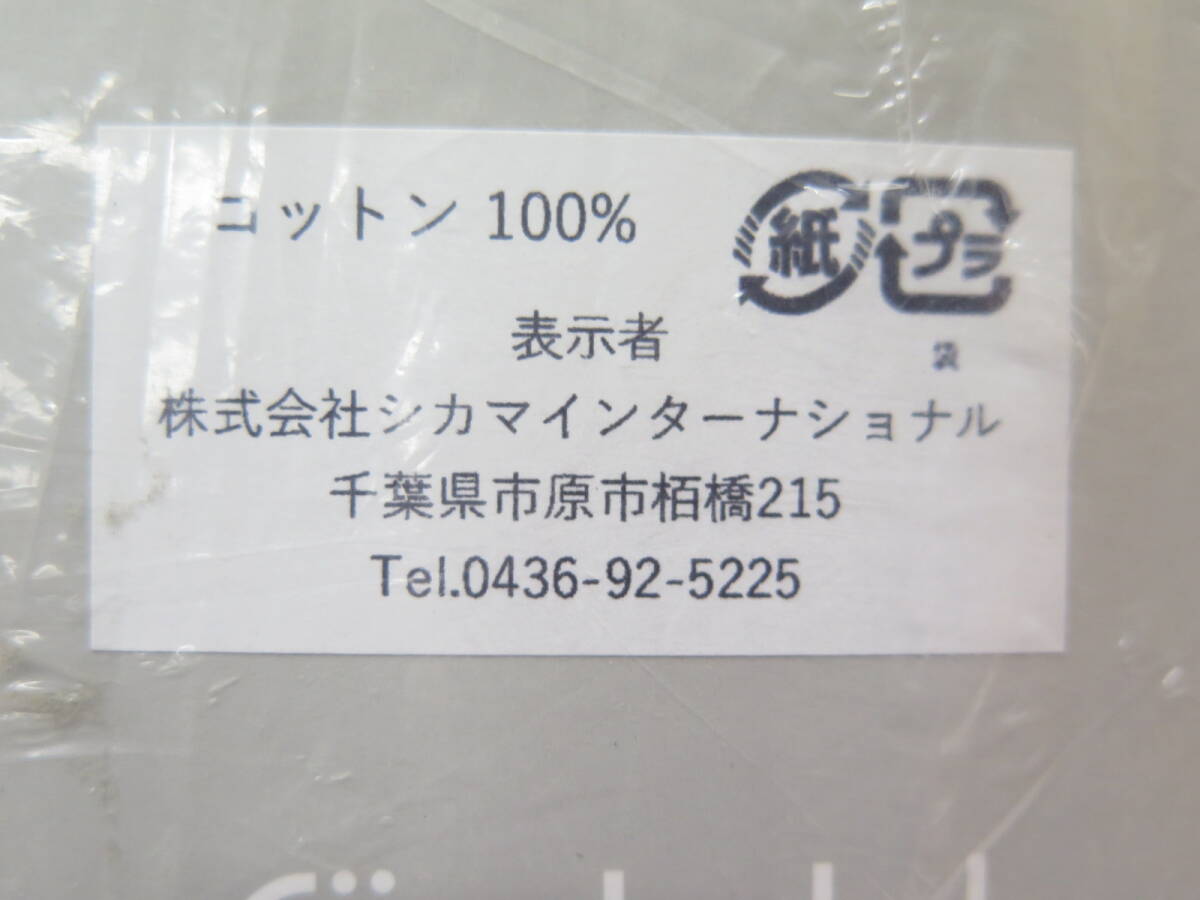 コットン 100%
紙 プラ
袋
表示者
株式会社シカマインターナショナル
千葉県市原市栢橋215
Tel.0436-92-5225